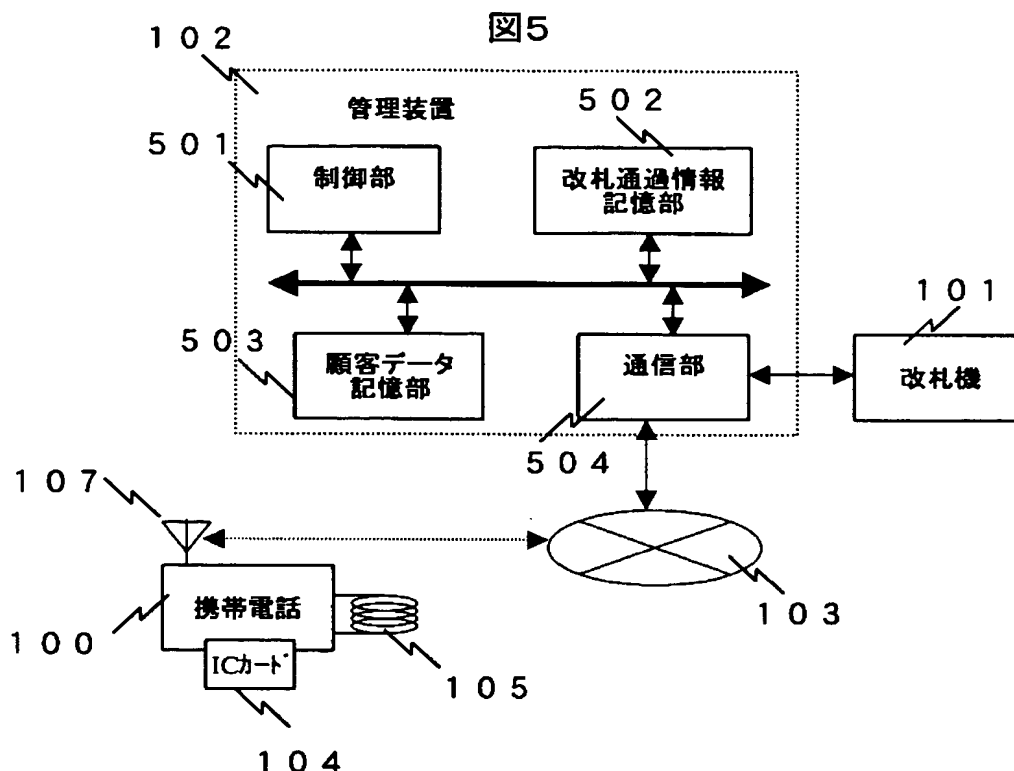 図5
102
管理装置
501
制御部
502
改札通過情報
記憶部
101
503
顧客データ
記憶部
通信部
改札機
504
107
携帯電話
100
ICカード
105
103
104